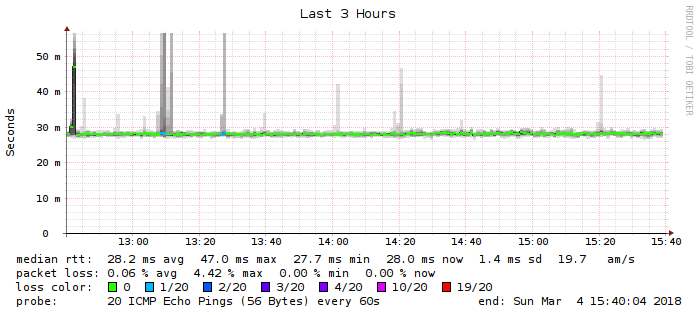 Last 3 Hours
RRDTOOL / TOBI OETIKER
Seconds
50 m
40 m
30 m
20 m
10 m
0
13:00 13:20 13:40 14:00 14:20 14:40 15:00 15:20 15:40
median rtt: 28.2 ms avg 47.0 ms max 27.7 ms min 28.0 ms now 1.4 ms sd 19.7 am/s
packet loss: 0.06 % avg 4.42 % max 0.00 % min 0.00 % now
loss color: 0 1/20 2/20 3/20 4/20 10/20 19/20
probe: 20 ICMP Echo Pings (56 Bytes) every 60s end: Sun Mar 4 15:40:04 2018